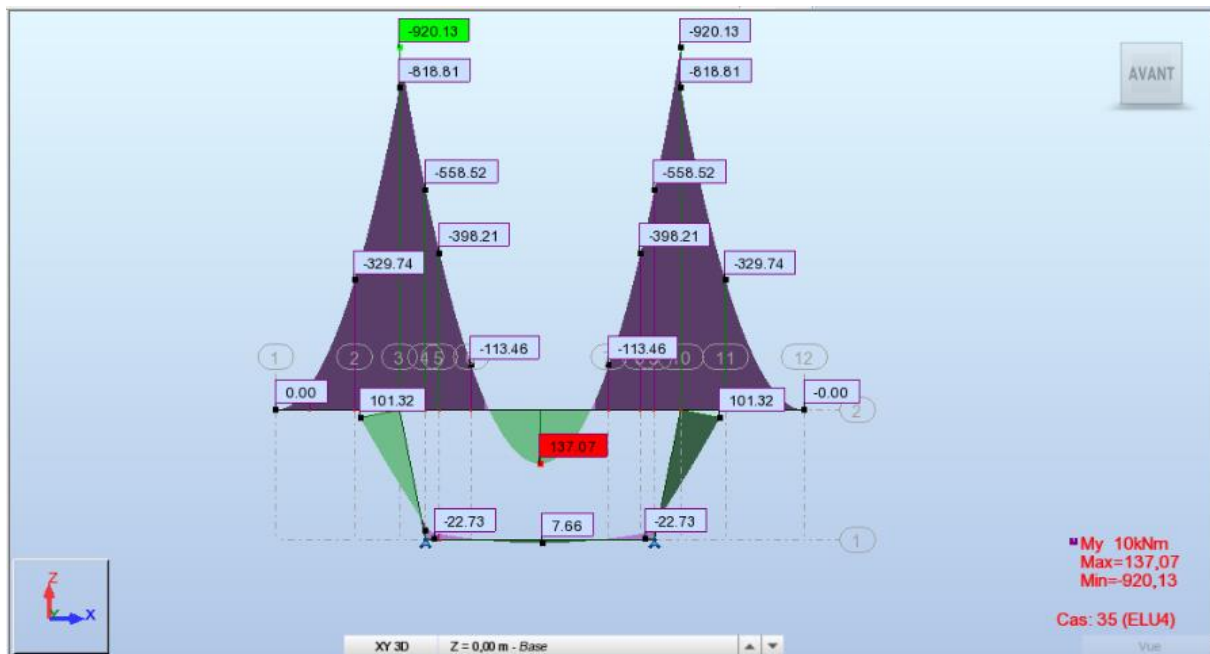 -920.13
-920.13
-818.81
-818.81
AVANT
-558.52
-558.52
-398.21
-398.21
-329.74
-329.74
-113.46
-113.46
1
2
3
4
5
10
11
12
0.00
-0.00
101.32
101.32
2
137.07
-22.73
7.66
-22.73
1
My 10kNm
Max=137,07
Min=-920,13
Cas: 35 (ELU4)
Z
Y
X
XY 3D
Z = 0,00 m - Base
Vue